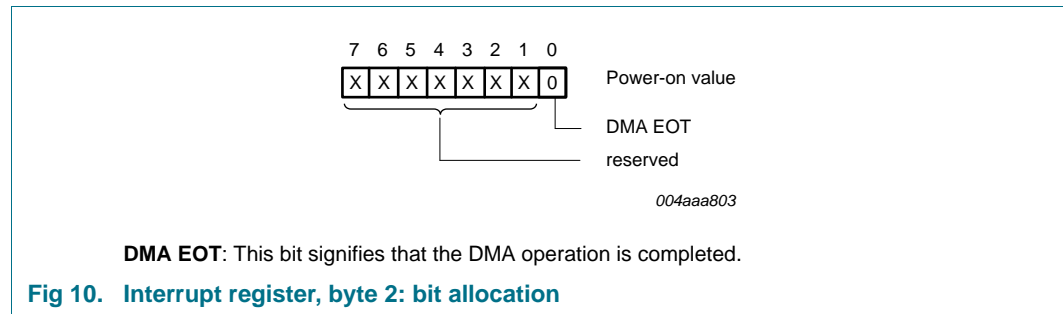 7 6 5 4 3 2 1 0
X X X X X X X 0 Power-on value
DMA EOT
reserved
004aaa803
DMA EOT: This bit signifies that the DMA operation is completed.
Fig 10. Interrupt register, byte 2: bit allocation